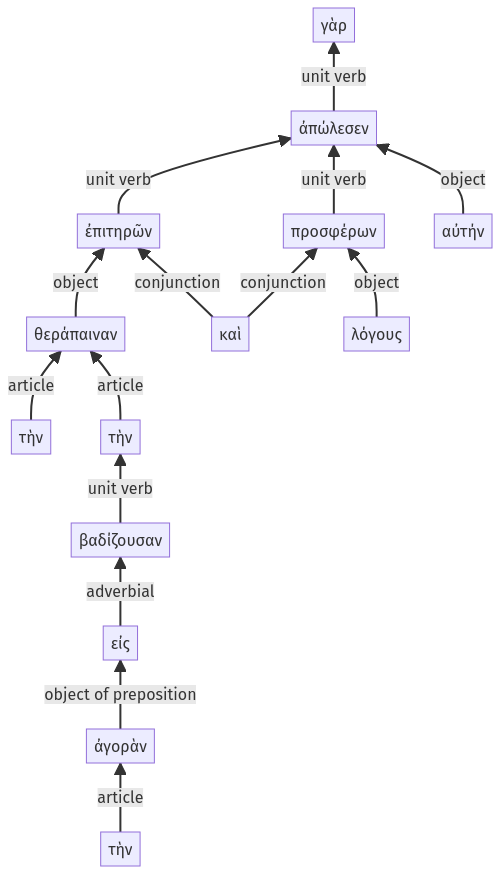 γὰρ
unit verb
ἀπώλεσεν
unit verb unit verb object
ἐπιτηρῶν προσφέρων αὐτήν
object conjunction conjunction object
θεράπαιναν καὶ λόγους
article article
τὴν τὴν
unit verb
βαδίζουσαν
adverbial
εἰς
object of preposition
ἀγορὰν
article
τὴν